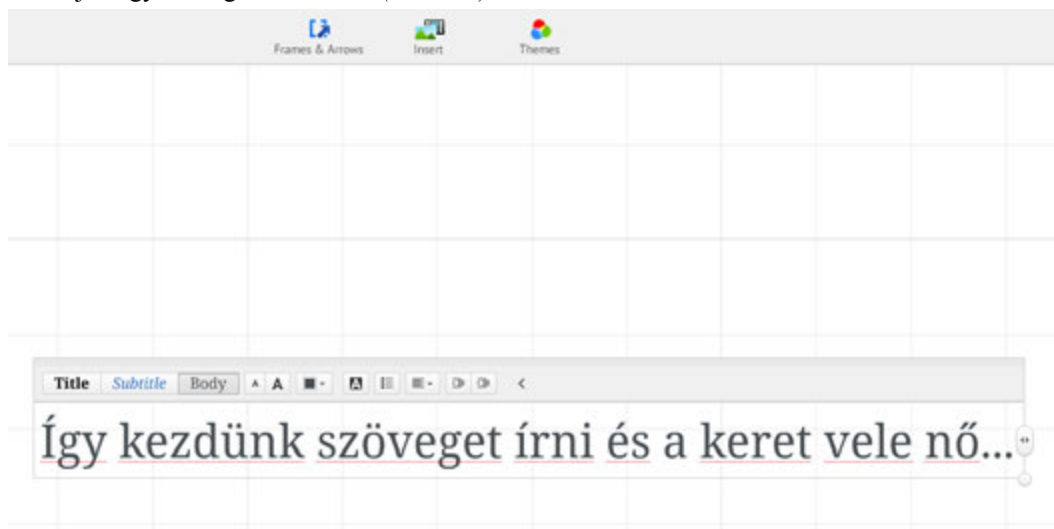 Frames & Arrows Insert Themes
Title Subtitle Body A A A
Így kezdünk szöveget írni és a keret vele nő...